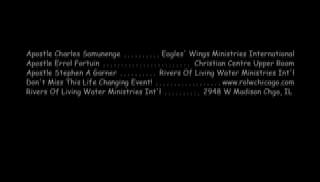 Apostle Charles Samunenge .......... Eagles' Wings Ministries International
Apostle Errol Fortuin ........................ Christian Centre Upper Room
Apostle Stephen A Garner .......... Rivers Of Living Water Ministries Int'l
Don't Miss This Life Changing Event! .................. www.rolwchicago.com
Rivers Of Living Water Ministries Int'l .......... 2948 W Madison Chgo, IL